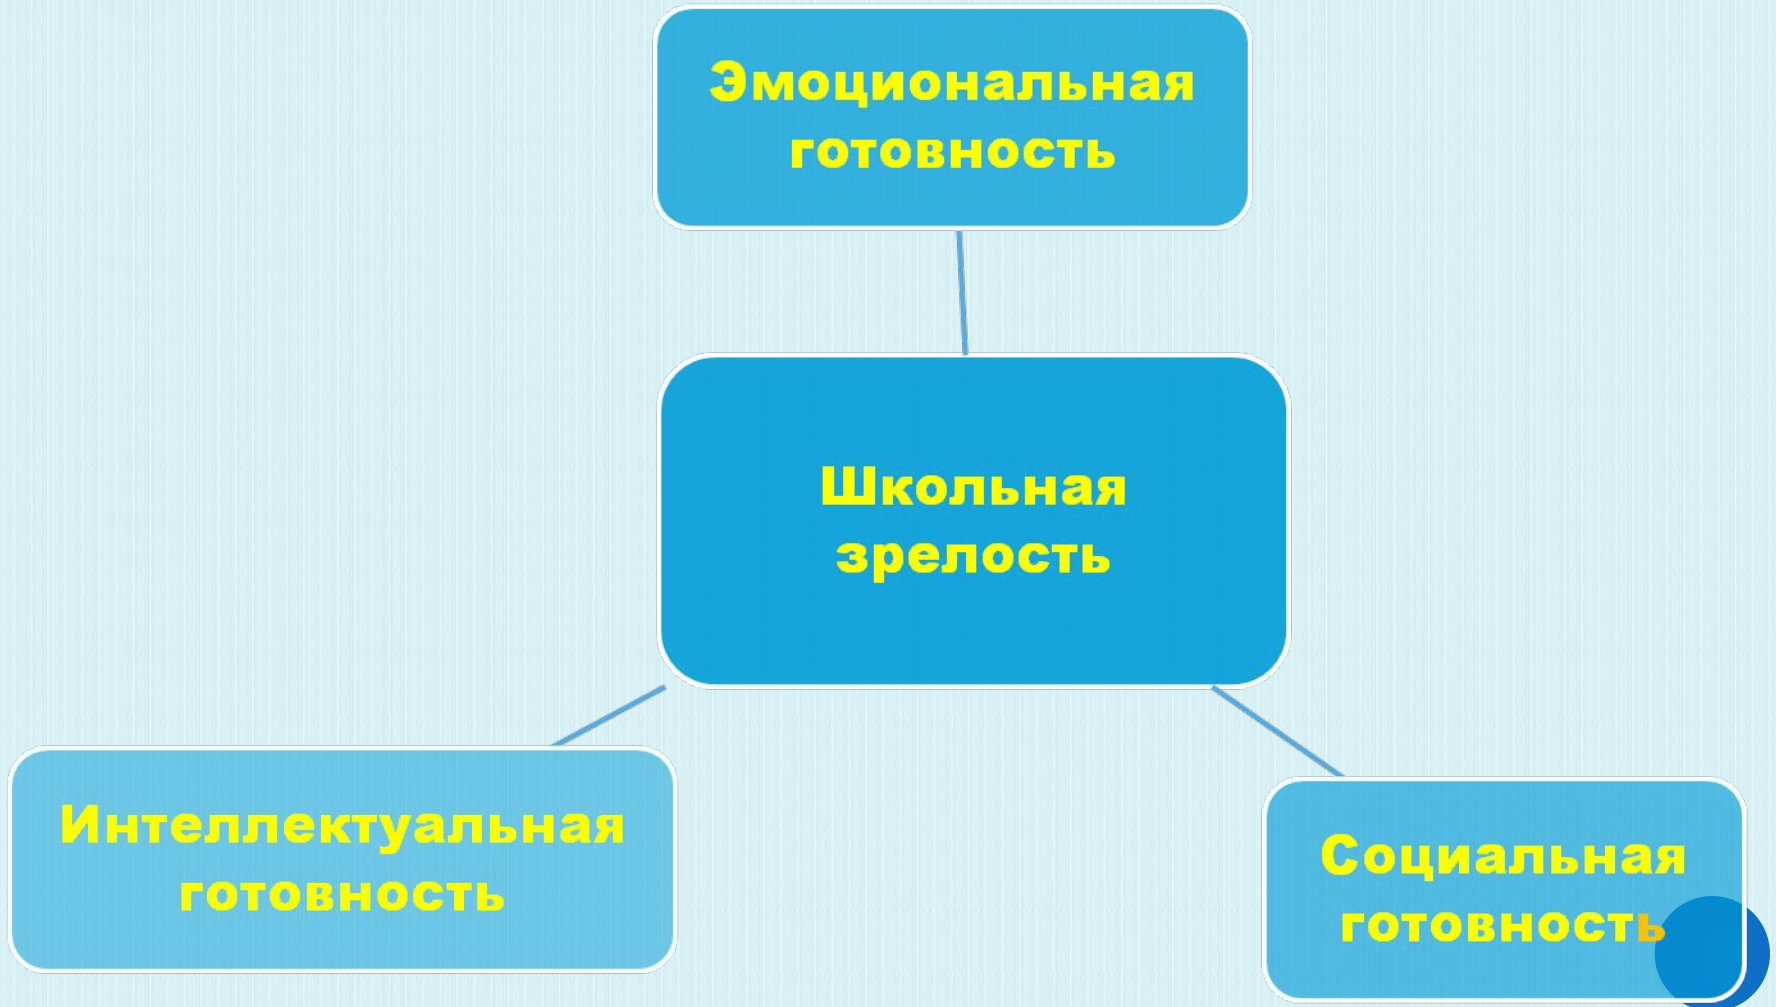 Эмоциональная
готовность
Школьная
зрелость
Интеллектуальная
готовность
Социальная
готовность